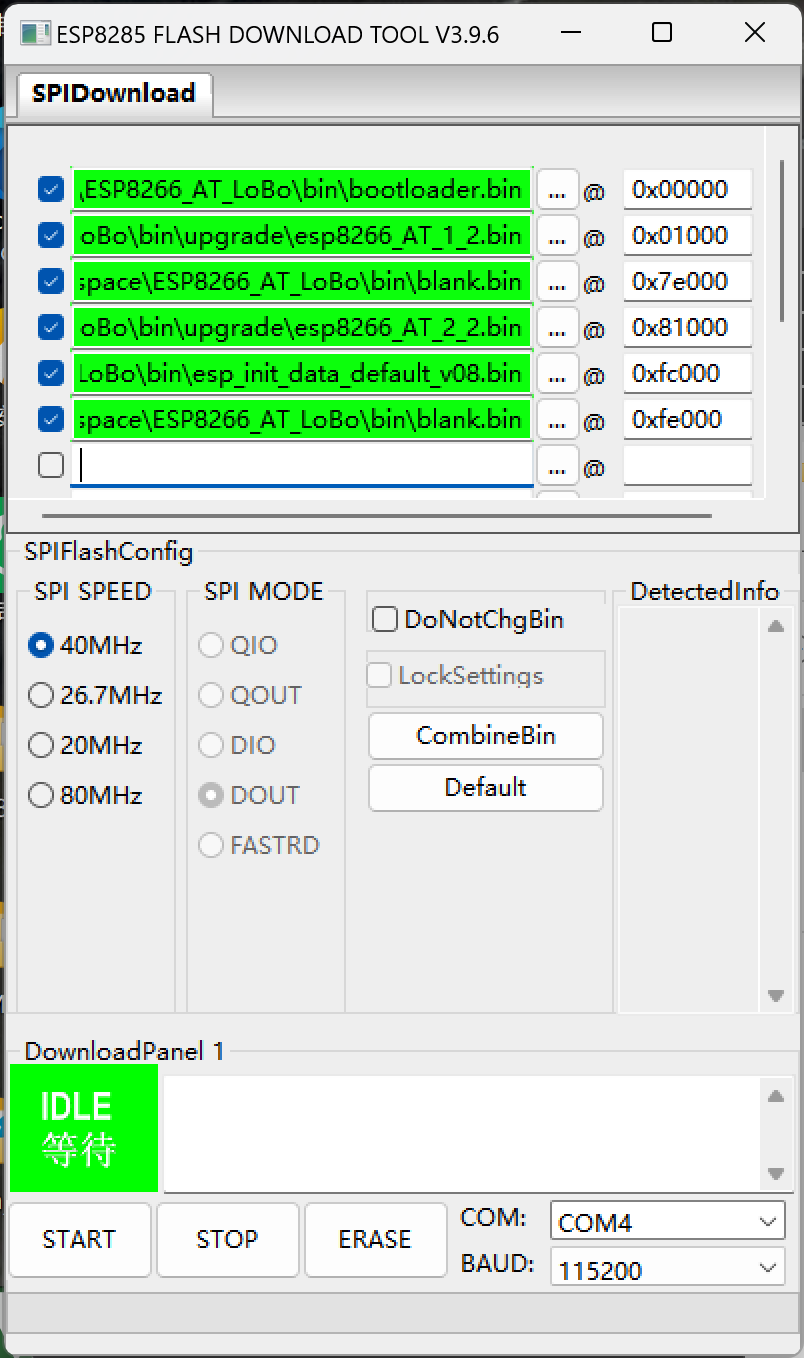 ESP8285 FLASH DOWNLOAD TOOL V3.9.6
SPIDownload
\ESP8266_AT_LoBo\bin\bootloader.bin ... @ 0x00000
oBo\bin\upgrade\esp8266_AT_1_2.bin ... @ 0x01000
space\ESP8266_AT_LoBo\bin\blank.bin ... @ 0x7e000
oBo\bin\upgrade\esp8266_AT_2_2.bin ... @ 0x81000
LoBo\bin\esp_init_data_default_v08.bin ... @ 0xfc000
space\ESP8266_AT_LoBo\bin\blank.bin ... @ 0xfe000
... @
SPIFlashConfig
SPI SPEED
40MHz
26.7MHz
20MHz
80MHz
SPI MODE
QIO
QOUT
DIO
DOUT
FASTRD
DoNotChgBin
LockSettings
CombineBin
Default
DetectedInfo
DownloadPanel 1
IDLE
等待
START STOP ERASE
COM: COM4
BAUD: 115200